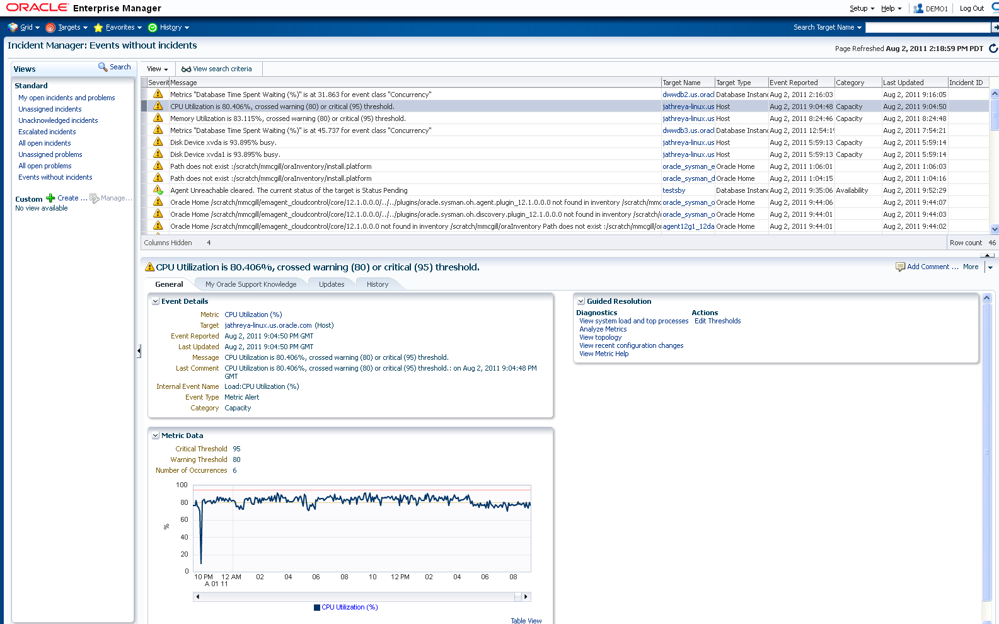 ORACLE Enterprise Manager
Setup Help DEMO1 Log Out
Grid Targets Favorites History Search Target Name
Incident Manager: Events without incidents
Page Refreshed Aug 2, 2011 2:18:59 PM PDT
Views Search
Standard
My open incidents and problems
Unassigned incidents
Unacknowledged incidents
Escalated incidents
All open incidents
Unassigned problems
All open problems
Events without incidents
Custom Create ... Manage...
No view available
View View search criteria
Severit Message Target Name Target Type Event Reported Category Last Updated Incident ID
Metrics "Database Time Spent Waiting (%)" is at 31.863 for event class "Concurrency" dwwdb2.us.oracl Database Instanc Aug 2, 2011 2:16:03 Aug 2, 2011 9:16:05
CPU Utilization is 80.406%, crossed warning (80) or critical (95) threshold. jathreya-linux.us Host Aug 2, 2011 9:04:48 Capacity Aug 2, 2011 9:04:50
Memory Utilization is 83.115%, crossed warning (80) or critical (95) threshold. jathreya-linux.us Host Aug 2, 2011 8:24:46 Capacity Aug 2, 2011 8:24:48
Metrics "Database Time Spent Waiting (%)" is at 45.737 for event class "Concurrency" dwwdb3.us.oracl Database Instanc Aug 2, 2011 12:54:19 Aug 2, 2011 7:54:21
Disk Device xvda is 93.895% busy. jathreya-linux.us Host Aug 2, 2011 5:59:13 Capacity Aug 2, 2011 5:59:14
Disk Device xvda1 is 93.895% busy. jathreya-linux.us Host Aug 2, 2011 5:59:13 Capacity Aug 2, 2011 5:59:14
Path does not exist :/scratch/mmcgill/oraInventory/install.platform oracle_sysman_e Oracle Home Aug 2, 2011 1:06:01 Aug 2, 2011 1:06:03
Path does not exist :/scratch/mmcgill/oraInventory/install.platform oracle_sysman_d Oracle Home Aug 2, 2011 1:04:15 Aug 2, 2011 1:04:16
Agent Unreachable cleared. The current status of the target is Status Pending testsby Database Instanc Aug 2, 2011 9:35:06 Availability Aug 2, 2011 9:52:29
Oracle Home /scratch/mmcgill/emagent_cloudcontrol/core/12.1.0.0.0/../../plugins/oracle.sysman.oh.agent.plugin_12.1.0.0.0 not found in inventory /scratch/mmc oracle_sysman_o Oracle Home Aug 2, 2011 9:44:06 Aug 2, 2011 9:44:07
Oracle Home /scratch/mmcgill/emagent_cloudcontrol/core/12.1.0.0.0/../../plugins/oracle.sysman.oh.discovery.plugin_12.1.0.0.0 not found in inventory /scratch/ oracle_sysman_o Oracle Home Aug 2, 2011 9:44:01 Aug 2, 2011 9:44:03
Oracle Home /scratch/mmcgill/emagent_cloudcontrol/core/12.1.0.0.0 not found in inventory /scratch/mmcgill/oraInventory Path does not exist :/scratch/mmcgill/o agent12g1_12da Oracle Home Aug 2, 2011 9:44:01 Aug 2, 2011 9:44:02
Columns Hidden 4 Row count 46
CPU Utilization is 80.406%, crossed warning (80) or critical (95) threshold.
Add Comment ... More
General My Oracle Support Knowledge Updates History
Event Details
Metric CPU Utilization (%)
Target jathreya-linux.us.oracle.com (Host)
Event Reported Aug 2, 2011 9:04:50 PM GMT
Last Updated Aug 2, 2011 9:04:50 PM GMT
Message CPU Utilization is 80.406%, crossed warning (80) or critical (95) threshold.
Last Comment CPU Utilization is 80.406%, crossed warning (80) or critical (95) threshold.: on Aug 2, 2011 9:04:48 PM
GMT
Internal Event Name Load:CPU Utilization (%)
Event Type Metric Alert
Category Capacity
Guided Resolution
Diagnostics Actions
View system load and top processes Edit Thresholds
Analyze Metrics
View topology
View recent configuration changes
View Metric Help
Metric Data
Critical Threshold 95
Warning Threshold 80
Number of Occurrences 6
100
80
60
%
40
20
0
10 PM 12 AM 02 04 06 08 10 12 PM 02 04 06 08
A 01 11
CPU Utilization (%)
Table View